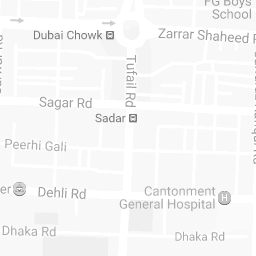 FG Boys
School
Dubai Chowk
Zarrar Shaheed
Tufail Rd
Sagar Rd
Sadar
Peerhi Gali
Dehli Rd
Cantonment
General Hospital
Dhaka Rd
Dhaka Rd